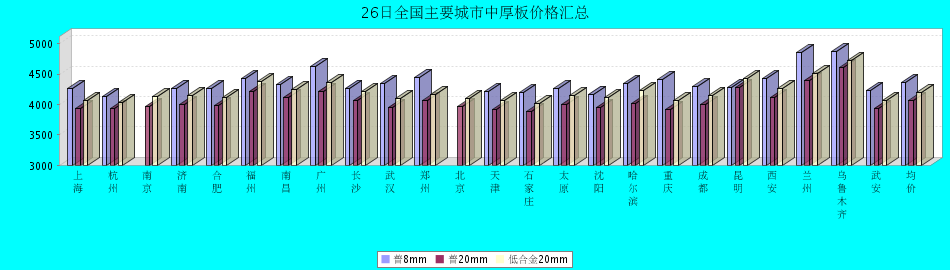 26日全国主要城市中厚板价格汇总
5000
4500
4000
3500
3000
上海 杭州 南京 济南 合肥 福州 南昌 广州 长沙 武汉 郑州 北京 天津 石家庄 太原 沈阳 哈尔滨 重庆 成都 昆明 西安 兰州 乌鲁木齐 武安 均价
普8mm 普20mm 低合金20mm